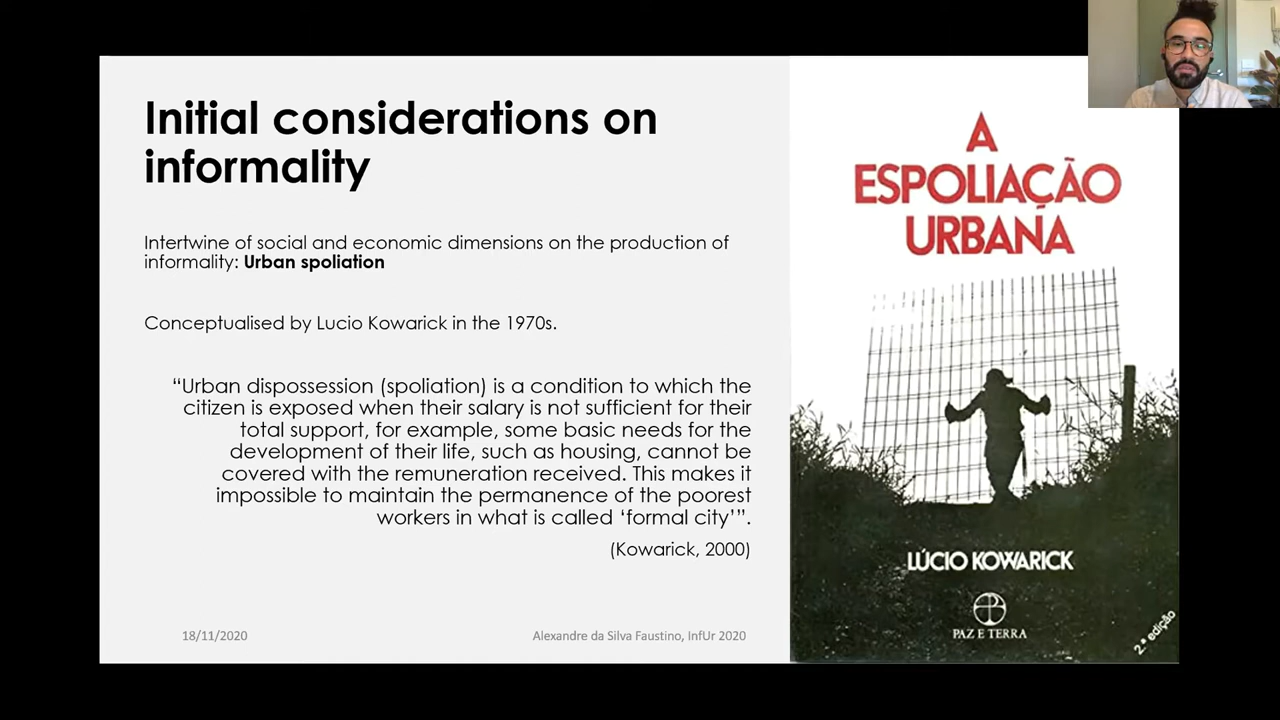 Initial considerations on
informality
Intertwine of social and economic dimensions on the production of
informality: Urban spoliation
Conceptualised by Lucio Kowarick in the 1970s.
“Urban dispossession (spoliation) is a condition to which the
citizen is exposed when their salary is not sufficient for their
total support, for example, some basic needs for the
development of their life, such as housing, cannot be
covered with the remuneration received. This makes it
impossible to maintain the permanence of the poorest
workers in what is called ‘formal city’”.
(Kowarick, 2000)
18/11/2020
Alexandre da Silva Faustino, InfUr 2020
A
ESPOLIAÇÃO
URBANA
LÚCIO KOWARICK
PAZ E TERRA
2.ª edição